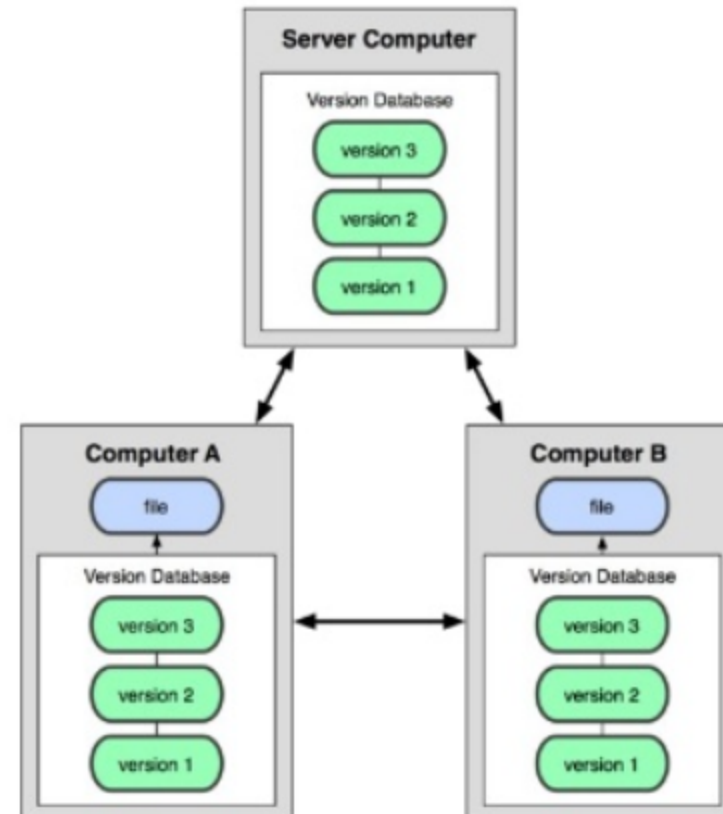 Server Computer
Version Database
version 3
version 2
version 1
Computer A
file
Version Database
version 3
version 2
version 1
Computer B
file
Version Database
version 3
version 2
version 1